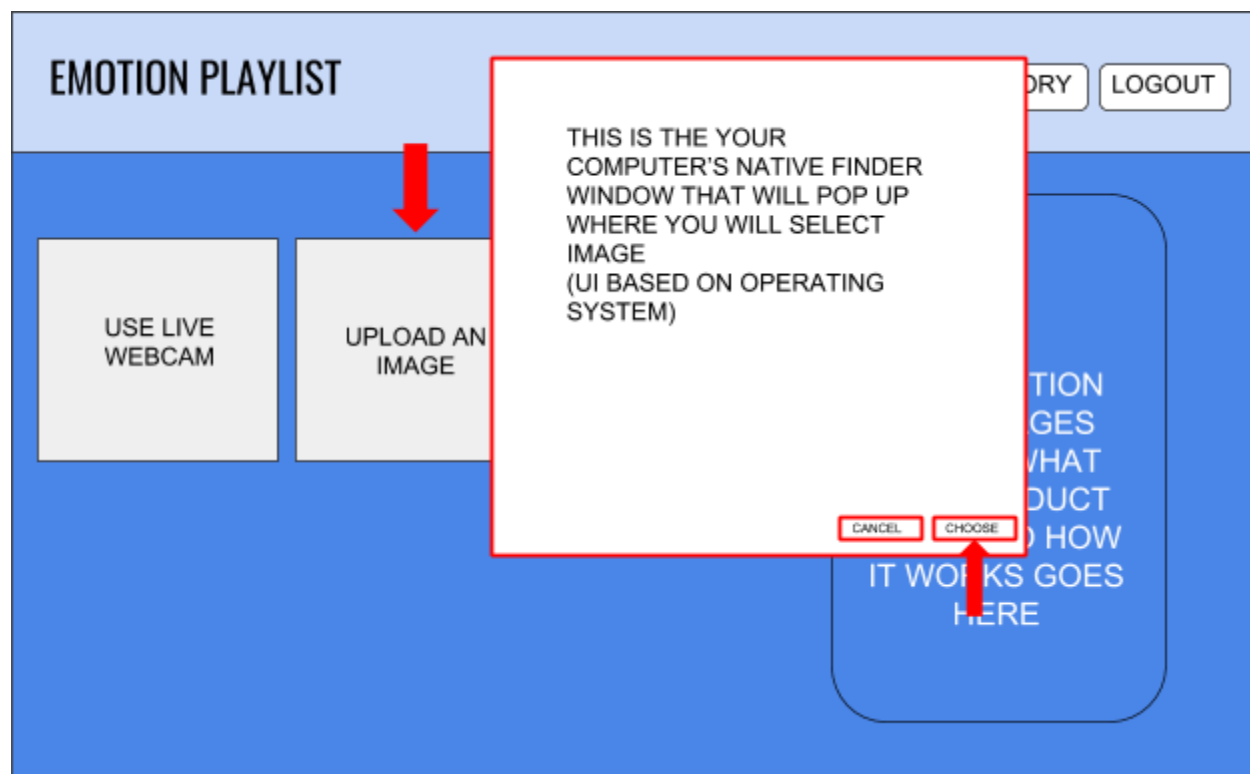 EMOTION PLAYLIST
ORY
LOGOUT
THIS IS THE YOUR
COMPUTER'S NATIVE FINDER
WINDOW THAT WILL POP UP
WHERE YOU WILL SELECT
IMAGE
(UI BASED ON OPERATING
SYSTEM)
CANCEL
CHOOSE
USE LIVE
WEBCAM
UPLOAD AN
IMAGE
TION
GES
WHAT
DUCT
HOW
IT WORKS GOES
HERE